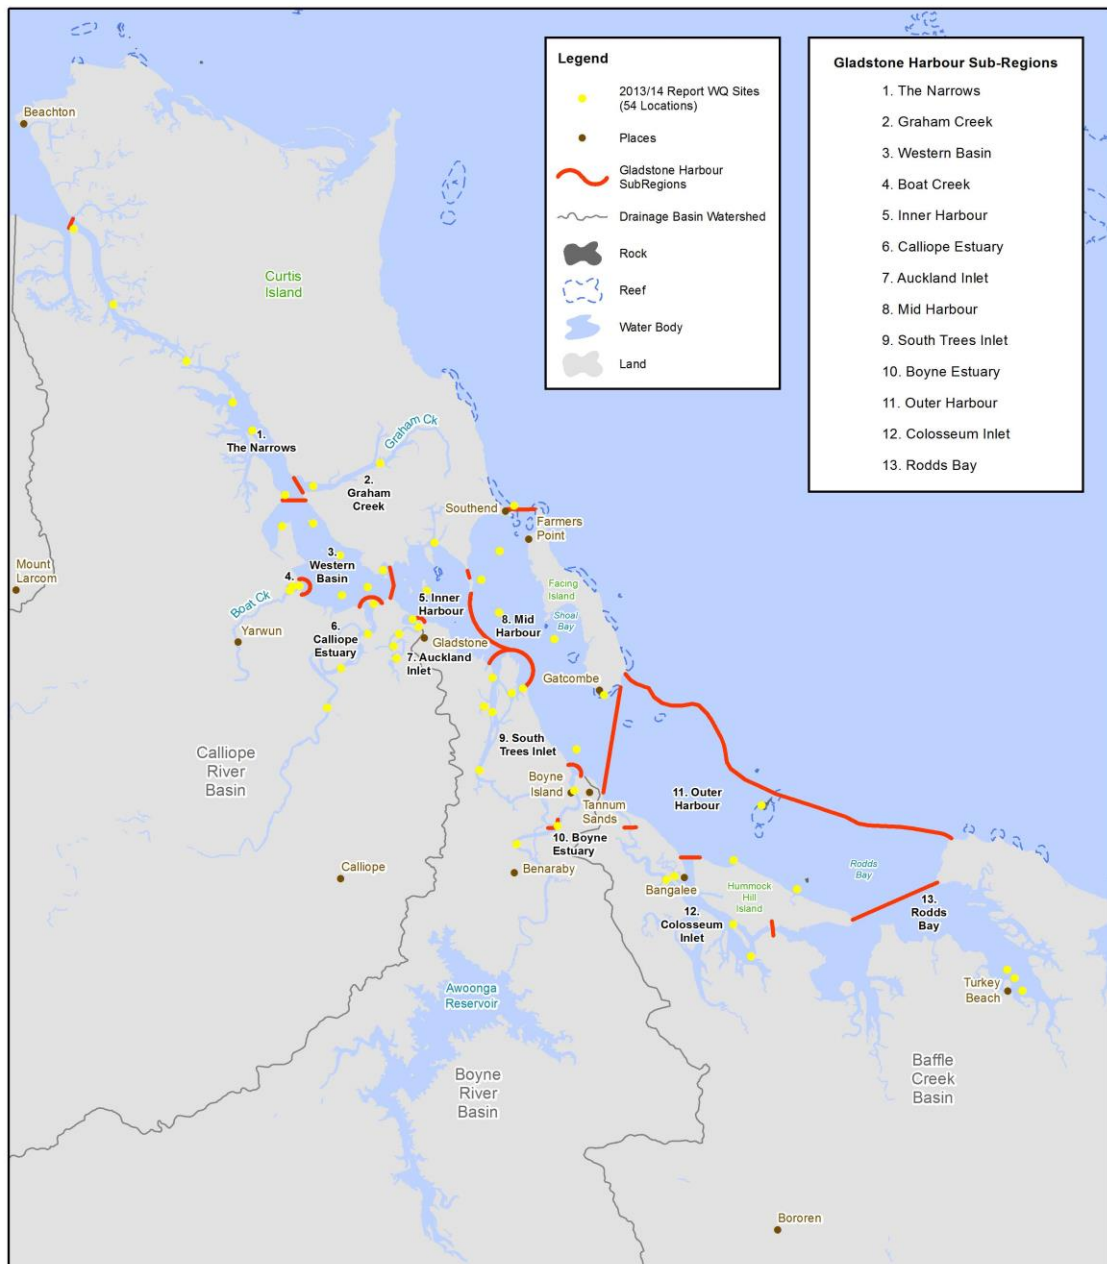 Legend
2013/14 Report WQ Sites
(54 Locations)
Places
Gladstone Harbour
SubRegions
Drainage Basin Watershed
Rock
Reef
Water Body
Land
Gladstone Harbour Sub-Regions
1. The Narrows
2. Graham Creek
3. Western Basin
4. Boat Creek
5. Inner Harbour
6. Calliope Estuary
7. Auckland Inlet
8. Mid Harbour
9. South Trees Inlet
10. Boyne Estuary
11. Outer Harbour
12. Colosseum Inlet
13. Rodds Bay
Beachton
Curtis
Island
Graham Ck
1.
The Narrows
2.
Graham
Creek
Southend
Farmers
Point
Mount
Larcom
3.
Western
Basin
4.
Boat Ck
Yarwun
5. Inner
Harbour
Facing
Island
Shoal
Bay
8. Mid
Harbour
6.
Calliope
Estuary
Gladstone
7. Auckland
Inlet
Gatcombe
9. South
Trees Inlet
Calliope
River
Basin
Boyne
Island
Tannum
Sands
11. Outer
Harbour
10. Boyne
Estuary
Calliope
Benaraby
Bangalee
Hummock
Hill
Island
Rodds
Bay
12.
Colosseum
Inlet
13.
Rodds
Bay
Turkey
Beach
Awoonga
Reservoir
Boyne
River
Basin
Baffle
Creek
Basin
Bororen